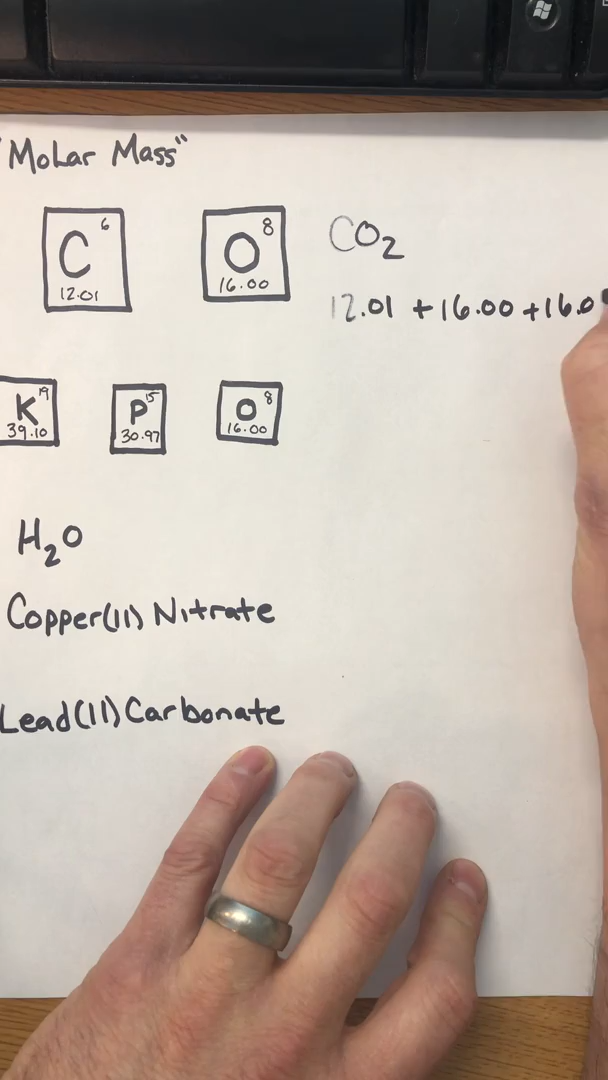 "Molar Mass"
6
C
12.01
8
O
16.00
CO2
12.01 + 16.00 + 16.0
19
K
39.10
15
P
30.97
8
O
16.00
H2O
Copper(II) Nitrate
Lead(II) Carbonate